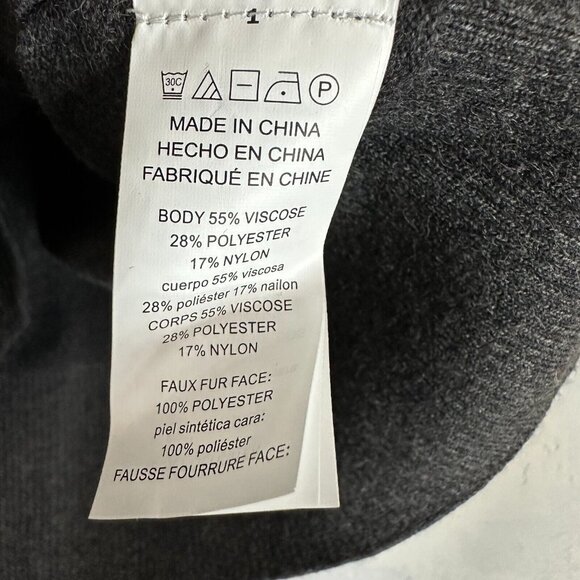 1
30C P
MADE IN CHINA
HECHO EN CHINA
FABRIQUÉ EN CHINE
BODY 55% VISCOSE
28% POLYESTER
17% NYLON
cuerpo 55% viscosa
28% poliéster 17% nailon
CORPS 55% VISCOSE
28% POLYESTER
17% NYLON
FAUX FUR FACE:
100% POLYESTER
piel sintética cara:
100% poliéster
FAUSSE FOURRURE FACE: